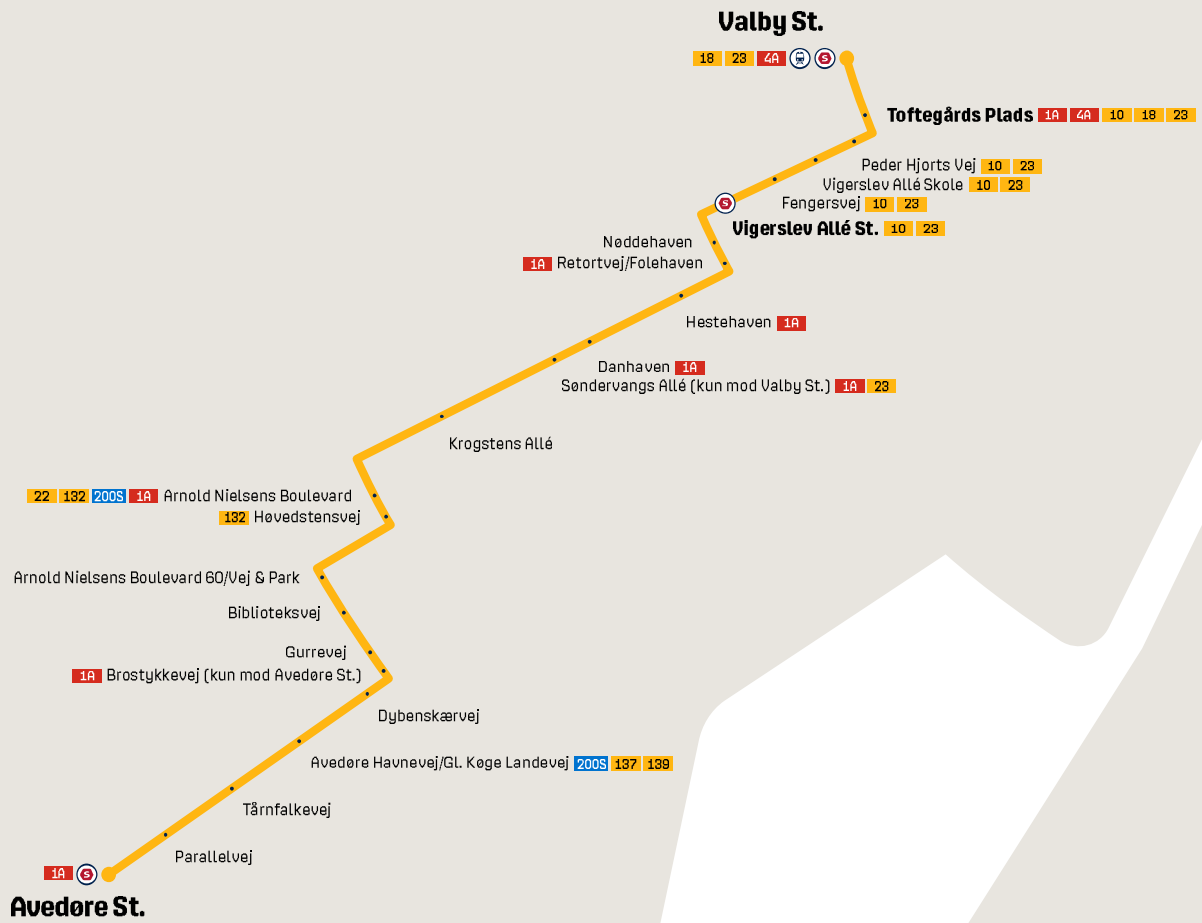 Valby St.
18 23 4A S
Toftegårds Plads 1A 4A 10 18 23
Peder Hjorts Vej 10 23
Vigerslev Allé Skole 10 23
Fengersvej 10 23
S
Vigerslev Allé St. 10 23
Nøddehaven
1A Retortvej/Folehaven
Hestehaven 1A
Danhaven 1A
Søndervangs Allé (kun mod Valby St.) 1A 23
Krogstens Allé
22 132 200S 1A Arnold Nielsens Boulevard
132 Høvedstensvej
Arnold Nielsens Boulevard 60/Vej & Park
Biblioteksvej
Gurrevej
1A Brostykkevej (kun mod Avedøre St.)
Dybenskærvej
Avedøre Havnevej/Gl. Køge Landevej 200S 137 139
Tårnfalkevej
Parallelvej
1A S
Avedøre St.